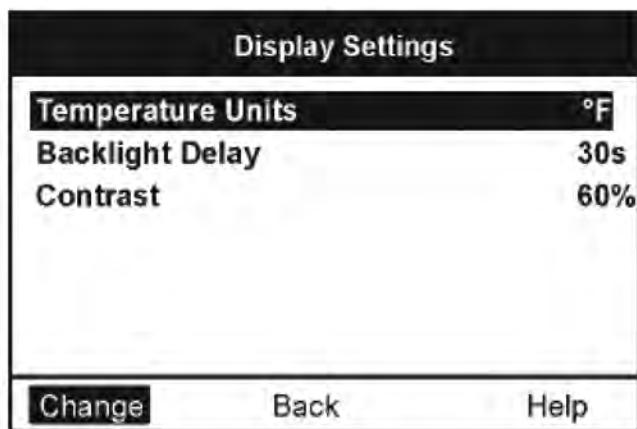 Display Settings
Temperature Units °F
Backlight Delay 30s
Contrast 60%
Change Back Help